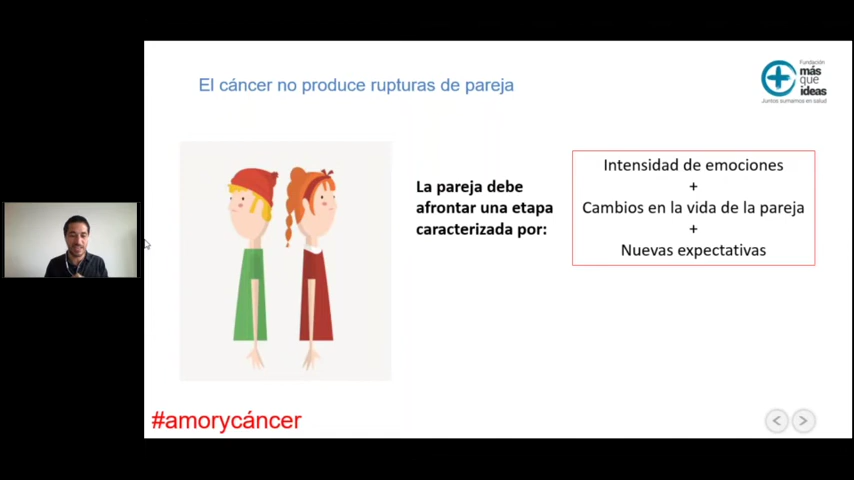 El cáncer no produce rupturas de pareja
Fundación
más
que
ideas
Juntos sumamos en salud
La pareja debe
afrontar una etapa
caracterizada por:
Intensidad de emociones
+
Cambios en la vida de la pareja
+
Nuevas expectativas
#amorycáncer